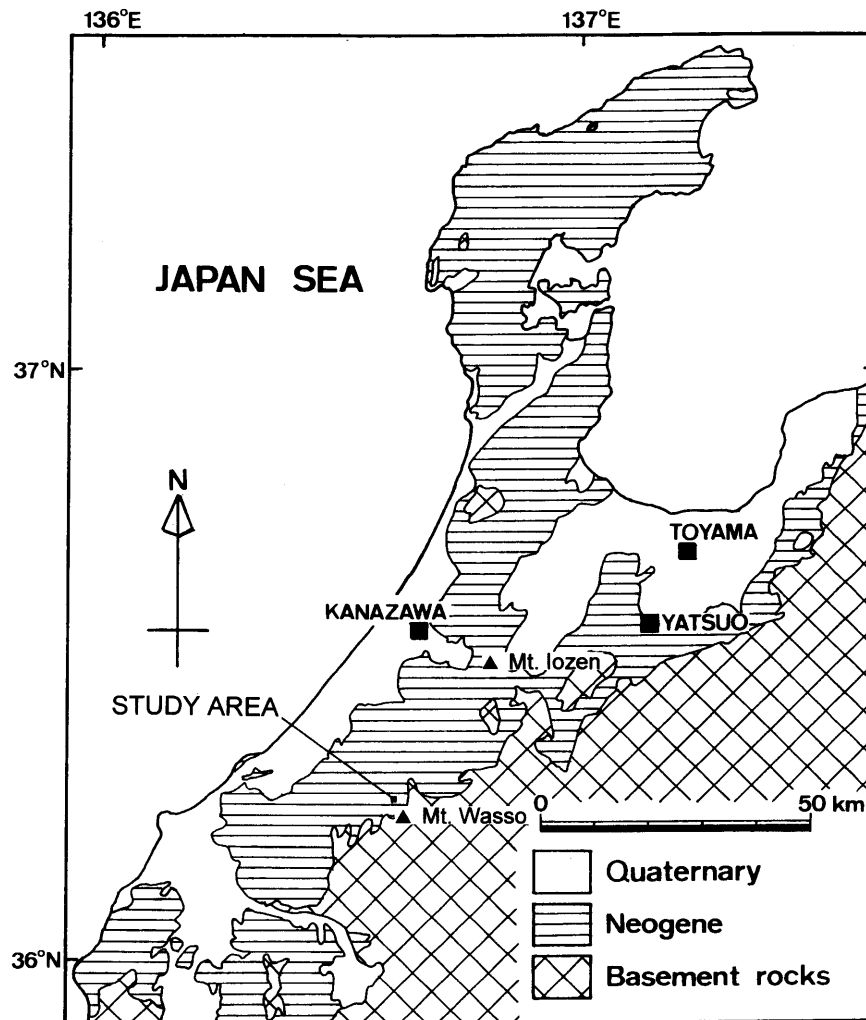 136°E
137°E
JAPAN SEA
37°N
N
TOYAMA
KANAZAWA
YATSUO
Mt. Iozen
STUDY AREA
0
50 km
Mt. Wasso
Quaternary
Neogene
36°N
Basement rocks